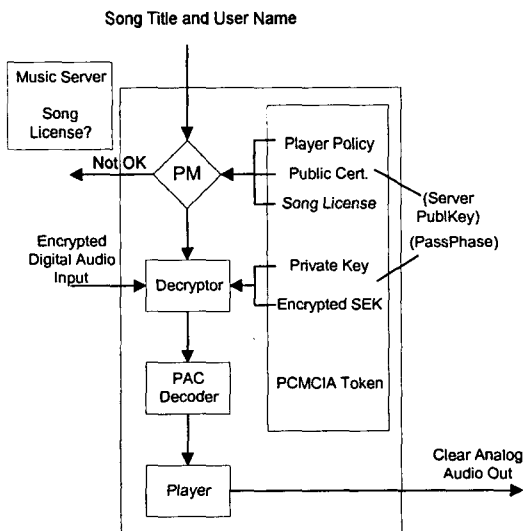 Song Title and User Name
Music Server
Song
License?
Not OK
PM
Player Policy
Public Cert.
Song License
(Server
PublKey)
(PassPhase)
Encrypted
Digital Audio
Input
Decryptor
Private Key
Encrypted SEK
PAC
Decoder
PCMCIA Token
Player
Clear Analog
Audio Out